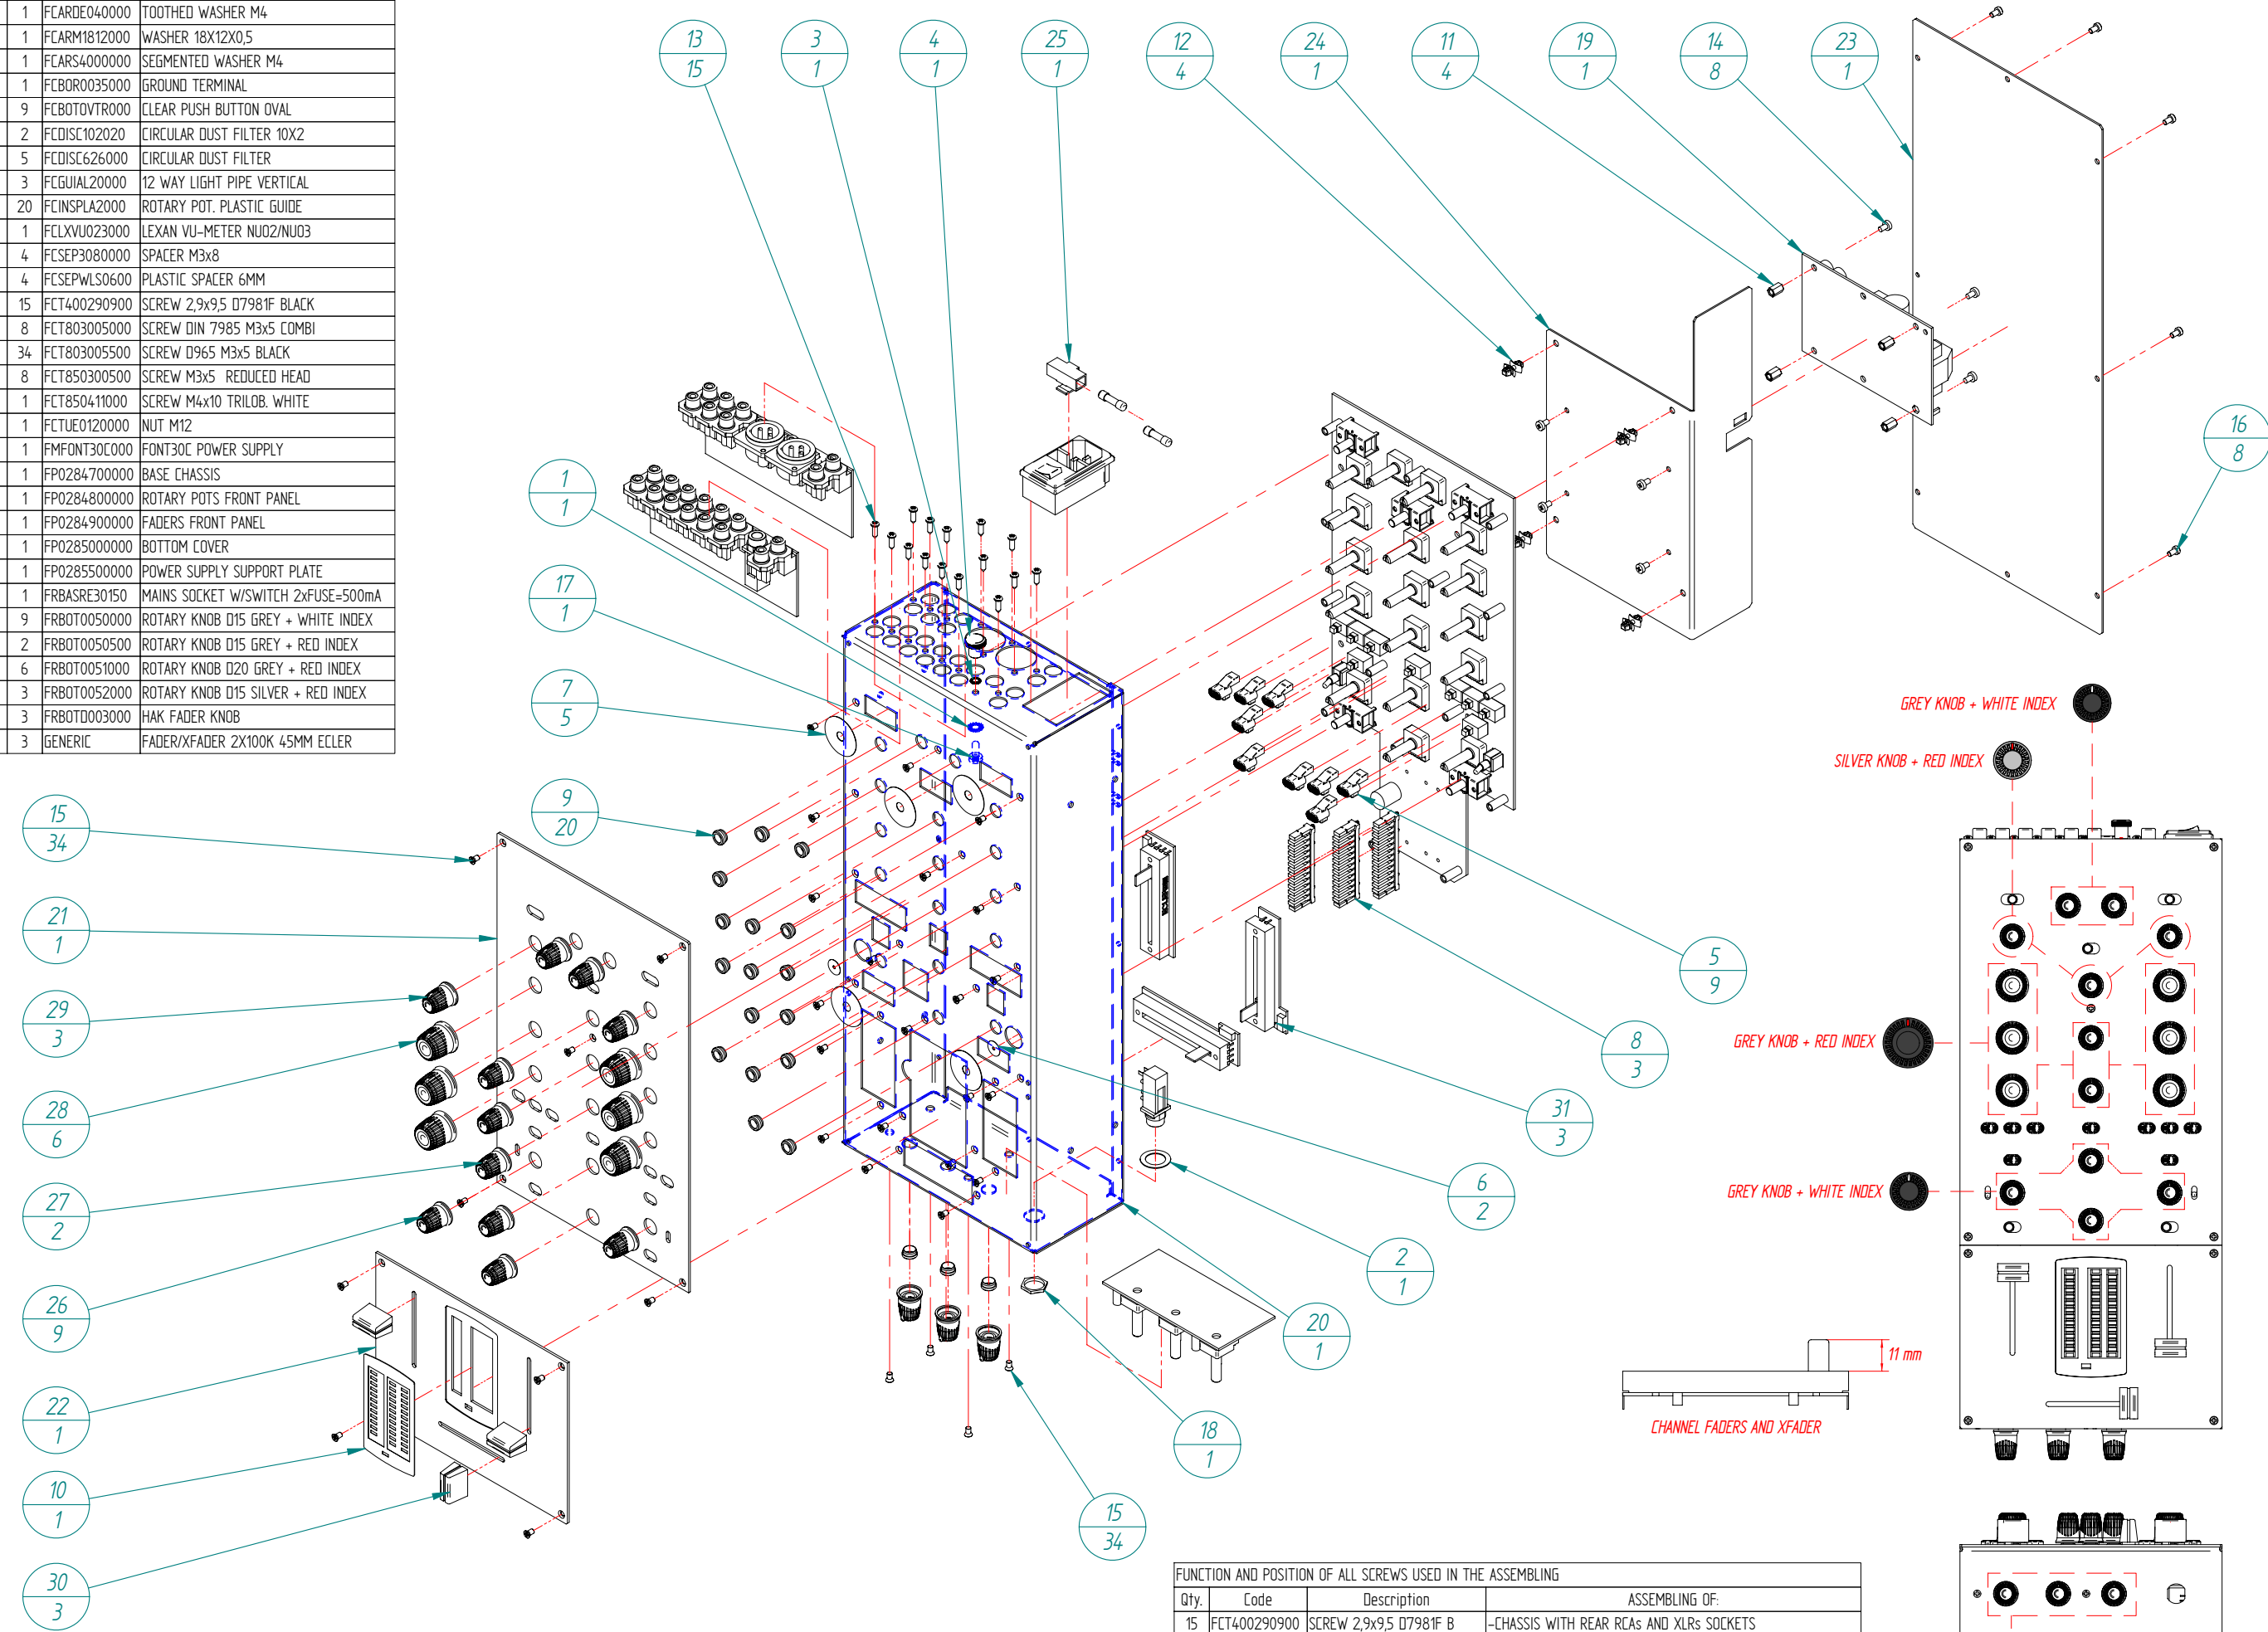 1 FCARDE040000 TOOTHED WASHER M4
1 FCARM1812000 WASHER 18X12X0,5
1 FCARS4000000 SEGMENTED WASHER M4
1 FCBOR0035000 GROUND TERMINAL
9 FCBOTOVTR000 CLEAR PUSH BUTTON OVAL
2 FCDISC102020 CIRCULAR DUST FILTER 10X2
5 FCDISC626000 CIRCULAR DUST FILTER
3 FCGUIAL20000 12 WAY LIGHT PIPE VERTICAL
20 FCINSPLA2000 ROTARY POT. PLASTIC GUIDE
1 FCLXVU023000 LEXAN VU-METER NUO2/NUO3
4 FCSEP3080000 SPACER M3x8
4 FCSEPWLS0600 PLASTIC SPACER 6MM
15 FCT400290900 SCREW 2,9x9,5 D7981F BLACK
8 FCT803005000 SCREW DIN 7985 M3x5 COMBI
34 FCT803005500 SCREW D965 M3x5 BLACK
8 FCT850300500 SCREW M3x5 REDUCED HEAD
1 FCT850411000 SCREW M4x10 TRILOB. WHITE
1 FCTUE0120000 NUT M12
1 FMFONT30C000 FONT30C POWER SUPPLY
1 FP0284700000 BASE CHASSIS
1 FP0284800000 ROTARY POTS FRONT PANEL
1 FP0284900000 FADERS FRONT PANEL
1 FP0285000000 BOTTOM COVER
1 FP0285500000 POWER SUPPLY SUPPORT PLATE
1 FRBASRE30150 MAINS SOCKET W/SWITCH 2xFUSE=500mA
9 FRBOT0050000 ROTARY KNOB D15 GREY + WHITE INDEX
2 FRBOT0050500 ROTARY KNOB D15 GREY + RED INDEX
6 FRBOT0051000 ROTARY KNOB D20 GREY + RED INDEX
3 FRBOT0052000 ROTARY KNOB D15 SILVER + RED INDEX
3 FRBOTD003000 HAK FADER KNOB
3 GENERIC FADER/XFADER 2X100K 45MM ECLER
13
15
3
1
4
1
25
1
12
4
24
1
11
4
19
1
14
8
23
1
16
8
1
1
17
1
7
5
9
20
15
34
21
1
29
3
28
6
27
2
26
9
22
1
10
1
30
3
5
9
8
3
31
3
6
2
2
1
20
1
18
1
15
34
GREY KNOB + WHITE INDEX
SILVER KNOB + RED INDEX
GREY KNOB + RED INDEX
GREY KNOB + WHITE INDEX
11 mm
CHANNEL FADERS AND XFADER
FUNCTION AND POSITION OF ALL SCREWS USED IN THE ASSEMBLING
Qty. Code Description ASSEMBLING OF:
15 FCT400290900 SCREW 2,9x9,5 D7981F B -CHASSIS WITH REAR RCAs AND XLRs SOCKETS